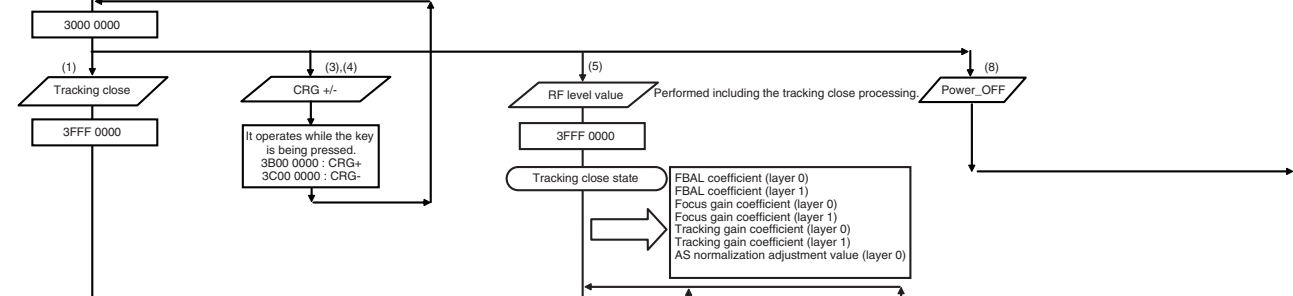 3000 0000
(1)
Tracking close
3FFF 0000
(3),(4)
CRG +/-
It operates while the key
is being pressed.
3B00 0000 : CRG+
3C00 0000 : CRG-
(5)
RF level value
Performed including the tracking close processing.
3FFF 0000
Tracking close state
FBAL coefficient (layer 0)
FBAL coefficient (layer 1)
Focus gain coefficient (layer 0)
Focus gain coefficient (layer 1)
Tracking gain coefficient (layer 0)
Tracking gain coefficient (layer 1)
AS normalization adjustment value (layer 0)
(8)
Power_OFF